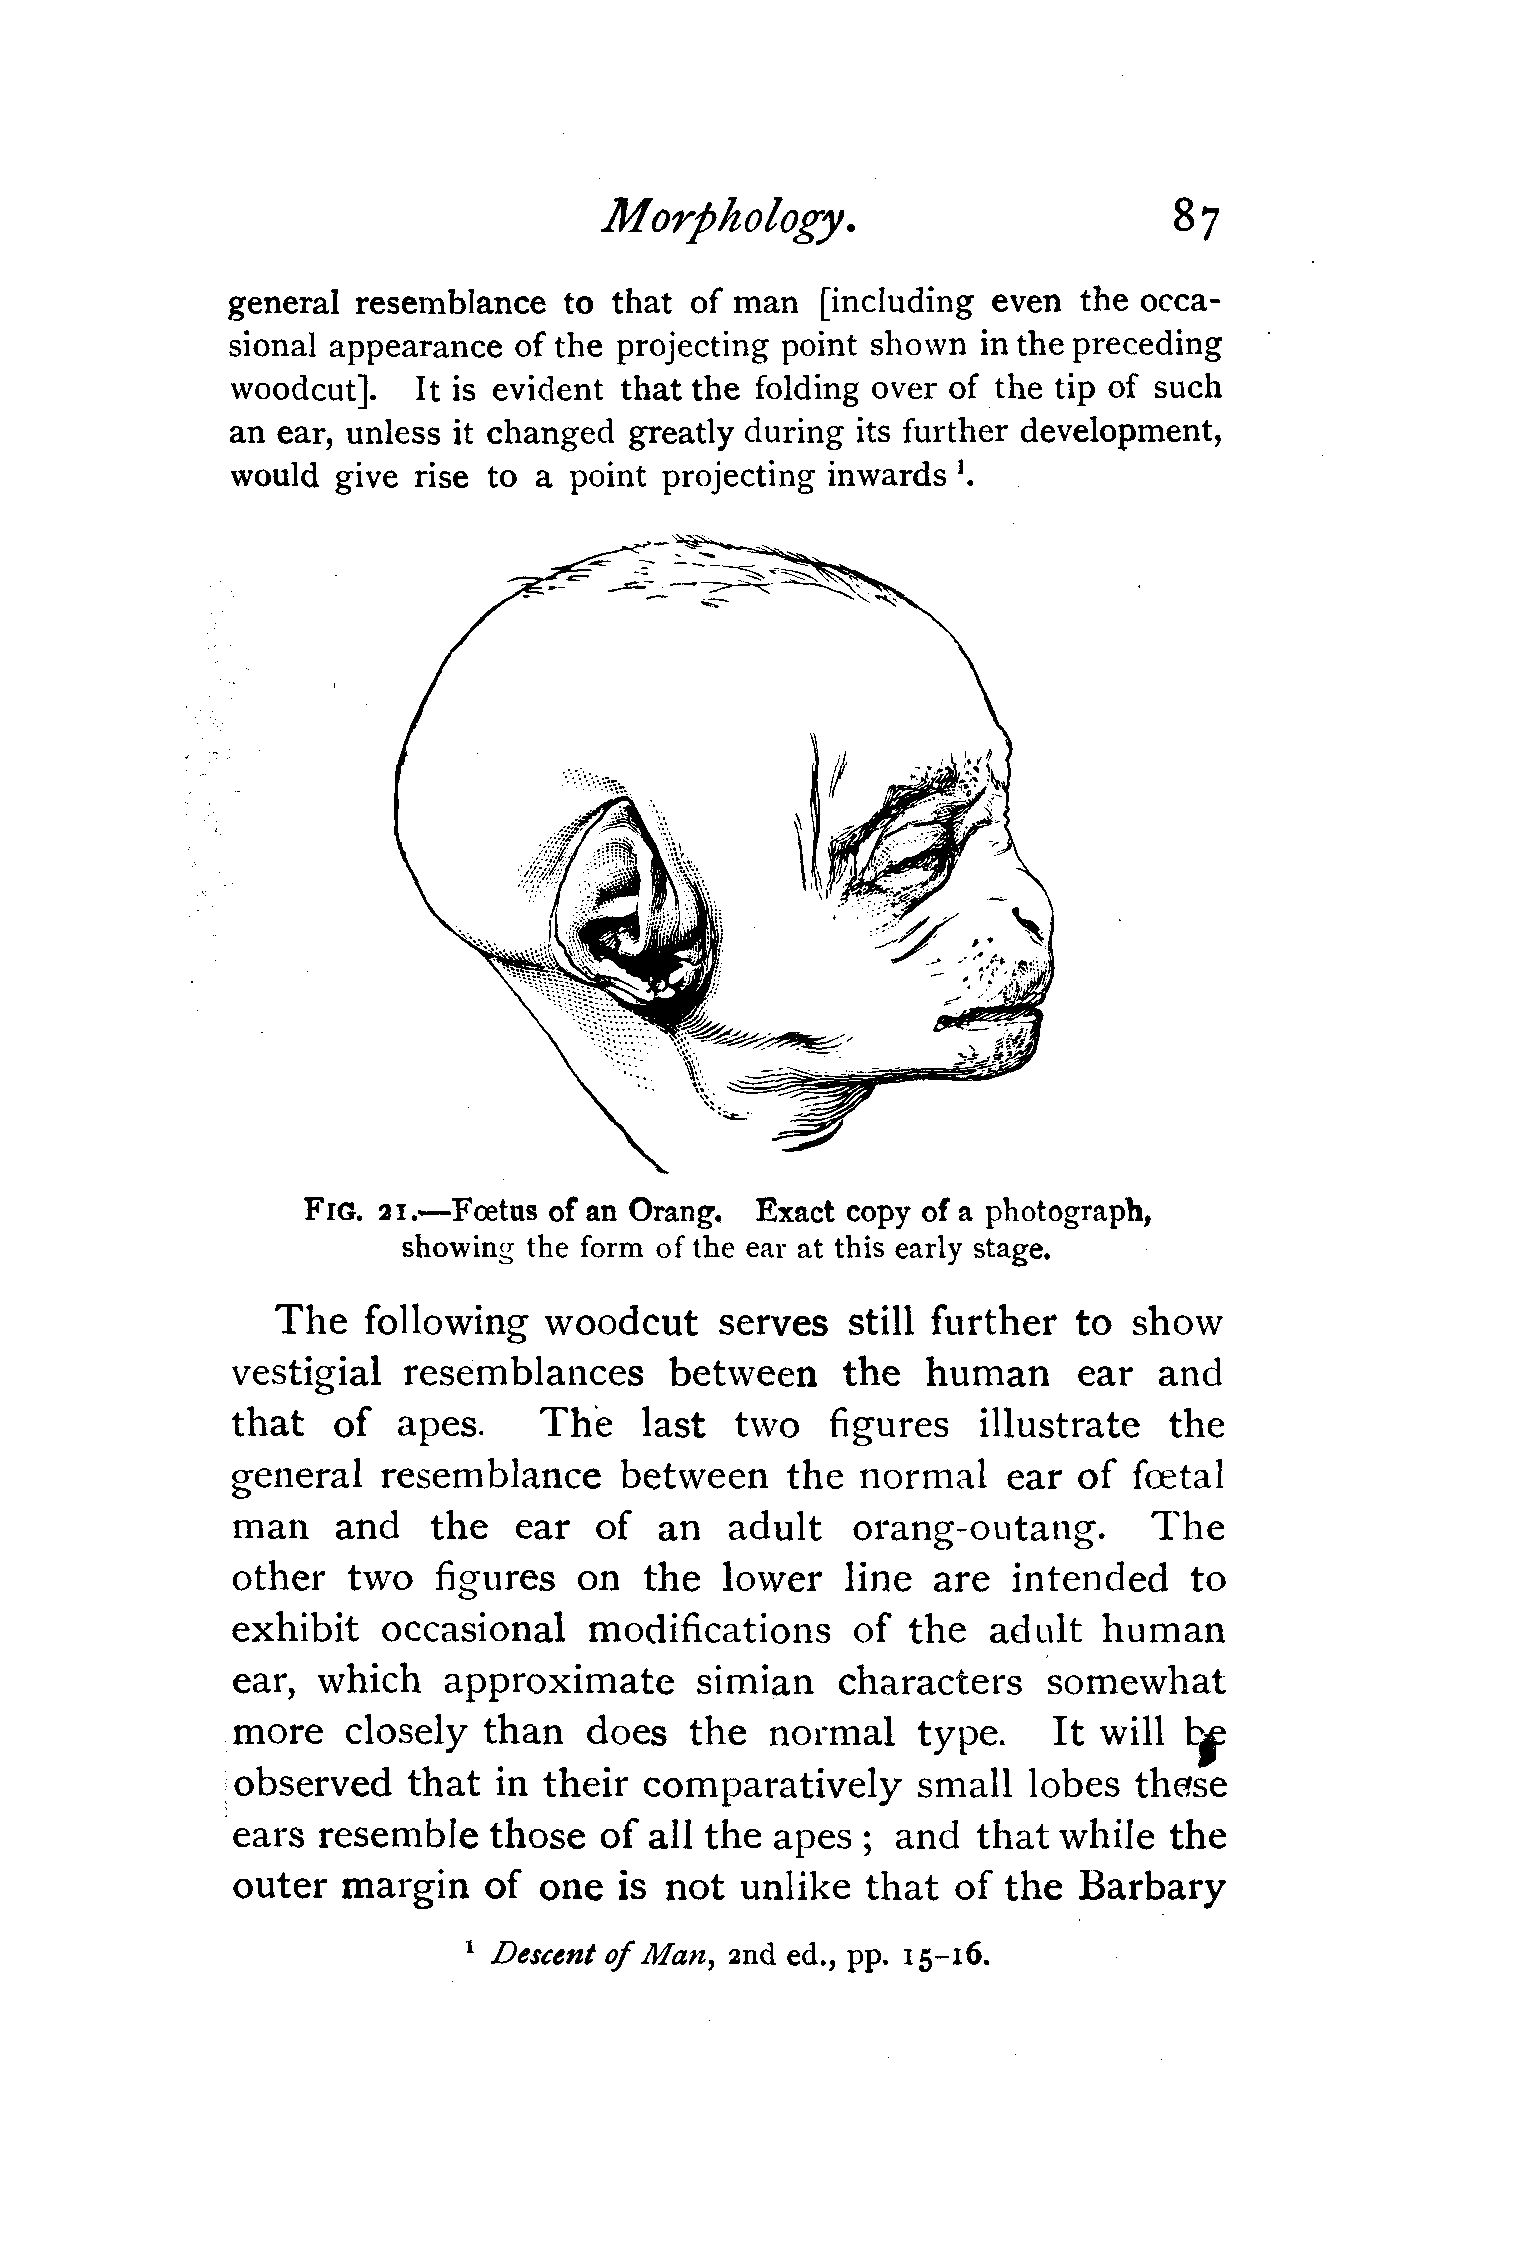 Morphology. 87
general resemblance to that of man [including even the occa-
sional appearance of the projecting point shown in the preceding
woodcut]. It is evident that the folding over of the tip of such
an ear, unless it changed greatly during its further development,
would give rise to a point projecting inwards ¹.
FIG. 21.—Fœtus of an Orang. Exact copy of a photograph,
showing the form of the ear at this early stage.
The following woodcut serves still further to show
vestigial resemblances between the human ear and
that of apes. The last two figures illustrate the
general resemblance between the normal ear of fœtal
man and the ear of an adult orang-outang. The
other two figures on the lower line are intended to
exhibit occasional modifications of the adult human
ear, which approximate simian characters somewhat
more closely than does the normal type. It will be
observed that in their comparatively small lobes these
ears resemble those of all the apes ; and that while the
outer margin of one is not unlike that of the Barbary
¹ Descent of Man, 2nd ed., pp. 15–16.